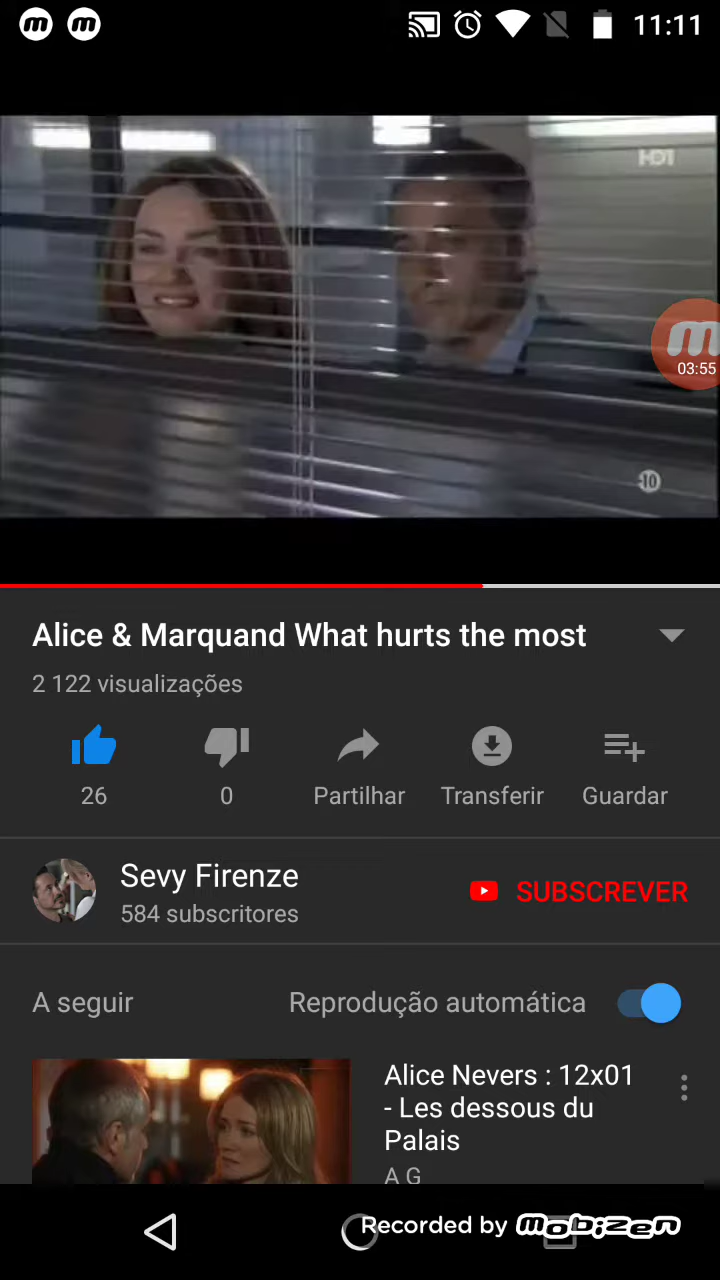 m m 11:11
HD1
m
03:55
-10
Alice & Marquand What hurts the most
2 122 visualizações
26 0 Partilhar Transferir Guardar
Sevy Firenze
584 subscritores
SUBSCREVER
A seguir Reprodução automática
Alice Nevers : 12x01
- Les dessous du
Palais
A G
Recorded by mobizen